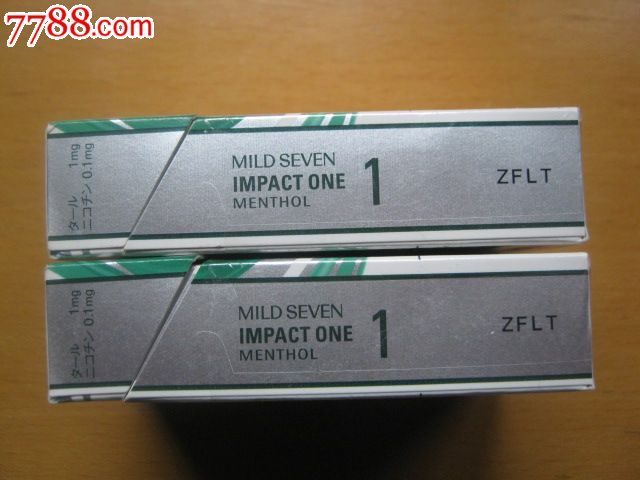 7788.com
タール 1mg
ニコチン 0.1mg
MILD SEVEN
IMPACT ONE
MENTHOL
1
ZFLT
タール 1mg
ニコチン 0.1mg
MILD SEVEN
IMPACT ONE
MENTHOL
1
ZFLT